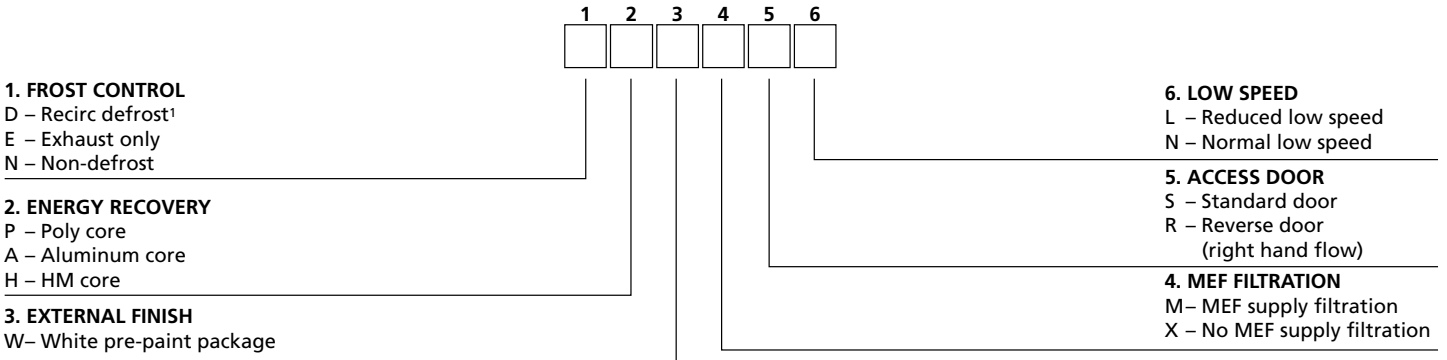 1 2 3 4 5 6
1. FROST CONTROL
D – Recirc defrost¹
E – Exhaust only
N – Non-defrost
2. ENERGY RECOVERY
P – Poly core
A – Aluminum core
H – HM core
3. EXTERNAL FINISH
W– White pre-paint package
6. LOW SPEED
L – Reduced low speed
N – Normal low speed
5. ACCESS DOOR
S – Standard door
R – Reverse door
(right hand flow)
4. MEF FILTRATION
M– MEF supply filtration
X – No MEF supply filtration